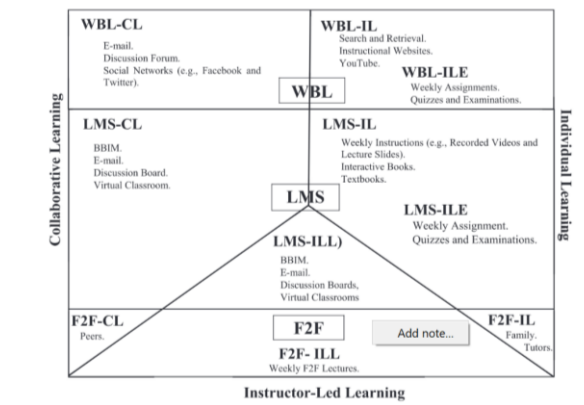 WBL-CL
E-mail.
Discussion Forum.
Social Networks (e.g., Facebook and
Twitter).
WBL-IL
Search and Retrieval.
Instructional Websites.
YouTube.
WBL-ILE
Weekly Assignments.
Quizzes and Examinations.
WBL
LMS-CL
BBIM.
E-mail.
Discussion Board.
Virtual Classroom.
LMS-IL
Weekly Instructions (e.g., Recorded Videos and
Lecture Slides).
Interactive Books.
Textbooks.
LMS
LMS-ILE
Weekly Assignment.
Quizzes and Examinations.
LMS-ILL)
BBIM.
E-mail.
Discussion Boards,
Virtual Classrooms
F2F-CL
Peers.
F2F
Add note...
F2F-IL
Family.
Tutors.
F2F- ILL
Weekly F2F Lectures.
Collaborative Learning
Individual Learning
Instructor-Led Learning